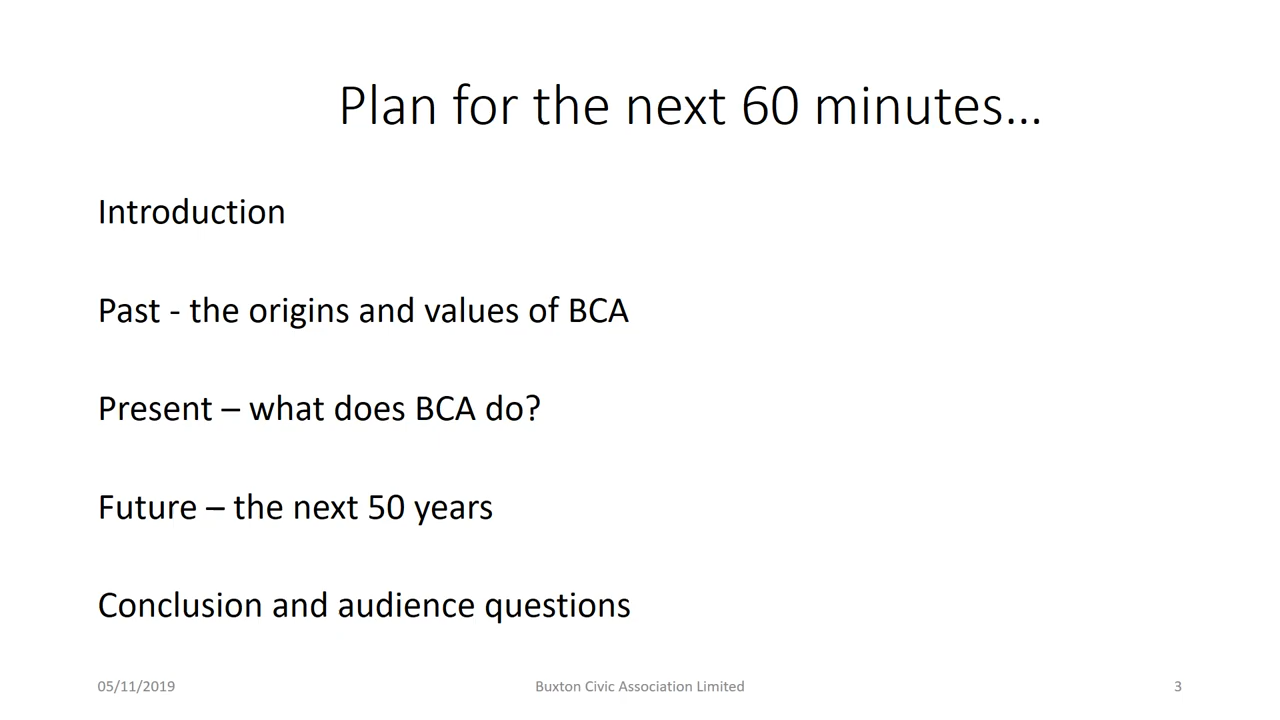 Plan for the next 60 minutes...
Introduction
Past - the origins and values of BCA
Present – what does BCA do?
Future – the next 50 years
Conclusion and audience questions
05/11/2019
Buxton Civic Association Limited
3